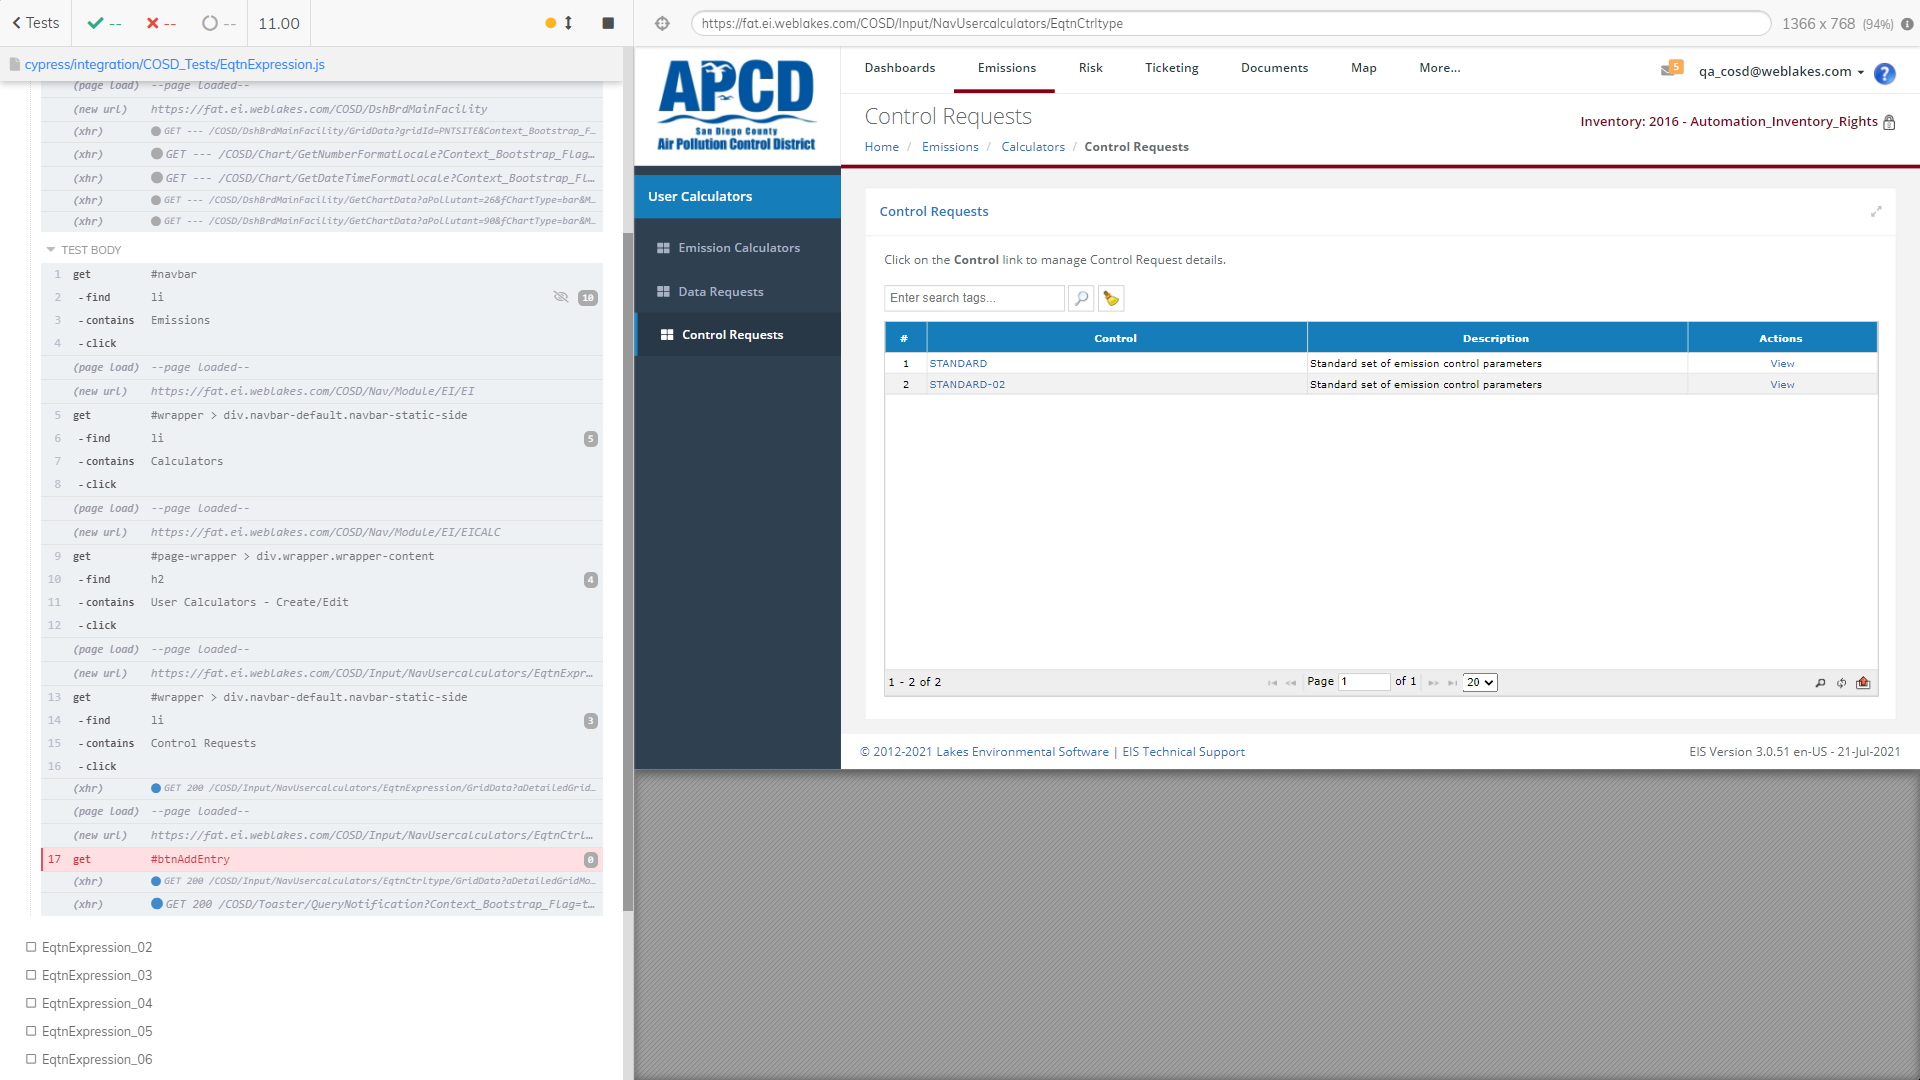 Tests
--
--
--
11.00
https://fat.ei.weblakes.com/COSD/Input/NavUsercalculators/EqtnCtrltype
1366 x 768 (94%)
cypress/integration/COSD_Tests/EqtnExpression.js
(page load) --page loaded--
(new url) https://fat.ei.weblakes.com/COSD/DshBrdMainFacility
(xhr) GET --- /COSD/DshBrdMainFacility/GridData?gridId=PNTSITE&Context_Bootstrap_F...
(xhr) GET --- /COSD/Chart/GetNumberFormatLocale?Context_Bootstrap_Flag...
(xhr) GET --- /COSD/Chart/GetDateTimeFormatLocale?Context_Bootstrap_Fl...
(xhr) GET --- /COSD/DshBrdMainFacility/GetChartData?aPollutant=26&fChartType=bar&M...
(xhr) GET --- /COSD/DshBrdMainFacility/GetChartData?aPollutant=90&fChartType=bar&M...
TEST BODY
1 get #navbar
2 -find li 10
3 -contains Emissions
4 -click
(page load) --page loaded--
(new url) https://fat.ei.weblakes.com/COSD/Nav/Module/EI/EI
5 get #wrapper > div.navbar-default.navbar-static-side
6 -find li 5
7 -contains Calculators
8 -click
(page load) --page loaded--
(new url) https://fat.ei.weblakes.com/COSD/Nav/Module/EI/EICALC
9 get #page-wrapper > div.wrapper.wrapper-content
10 -find h2 4
11 -contains User Calculators - Create/Edit
12 -click
(page load) --page loaded--
(new url) https://fat.ei.weblakes.com/COSD/Input/NavUsercalculators/EqtnExpr...
13 get #wrapper > div.navbar-default.navbar-static-side
14 -find li 3
15 -contains Control Requests
16 -click
(xhr) GET 200 /COSD/Input/NavUsercalculators/EqtnExpression/GridData?aDetailedGrid...
(page load) --page loaded--
(new url) https://fat.ei.weblakes.com/COSD/Input/NavUsercalculators/EqtnCtrl...
17 get #btnAddEntry 0
(xhr) GET 200 /COSD/Input/NavUsercalculators/EqtnCtrltype/GridData?aDetailedGridMo...
(xhr) GET 200 /COSD/Toaster/QueryNotification?Context_Bootstrap_Flag=t...
EqtnExpression_02
EqtnExpression_03
EqtnExpression_04
EqtnExpression_05
EqtnExpression_06
APCD
San Diego County
Air Pollution Control District
Dashboards Emissions Risk Ticketing Documents Map More...
5 qa_cosd@weblakes.com ?
Control Requests
Inventory: 2016 - Automation_Inventory_Rights
Home / Emissions / Calculators / Control Requests
User Calculators
Emission Calculators
Data Requests
Control Requests
Control Requests
Click on the Control link to manage Control Request details.
Enter search tags...
# Control Description Actions
1 STANDARD Standard set of emission control parameters View
2 STANDARD-02 Standard set of emission control parameters View
1 - 2 of 2 Page 1 of 1 20
© 2012-2021 Lakes Environmental Software | EIS Technical Support
EIS Version 3.0.51 en-US - 21-Jul-2021